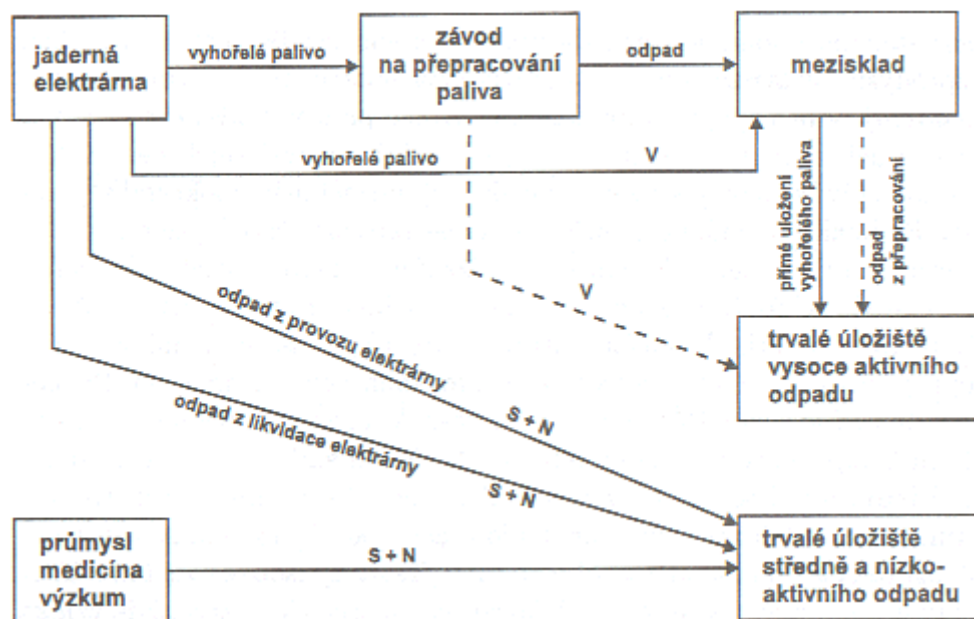 jaderná
elektrárna
vyhořelé palivo
závod
na přepracování
paliva
odpad
mezisklad
vyhořelé palivo
V
přímé uložení
vyhořelého paliva
odpad
z přepracování
V
odpad z provozu elektrárny
S + N
trvalé úložiště
vysoce aktivního
odpadu
odpad z likvidace elektrárny
S + N
průmysl
medicína
výzkum
S + N
trvalé úložiště
středně a nízko-
aktivního odpadu